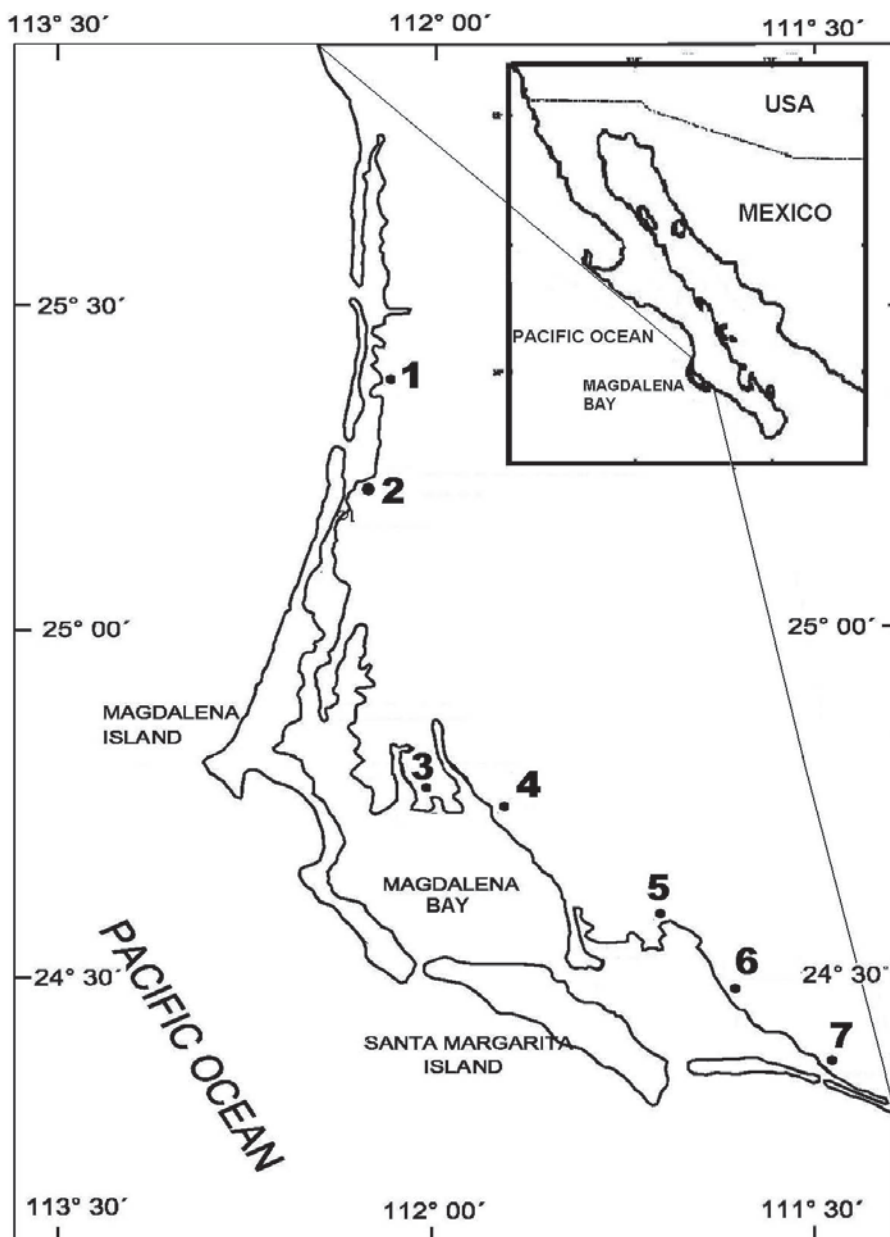 113° 30´
112° 00´
111° 30´
USA
MEXICO
PACIFIC OCEAN
MAGDALENA
BAY
25° 30´
1
2
25° 00´
25° 00´
MAGDALENA
ISLAND
3
4
MAGDALENA
BAY
5
PACIFIC OCEAN
24° 30´
6
24° 30´
7
SANTA MARGARITA
ISLAND
113° 30´
112° 00´
111° 30´